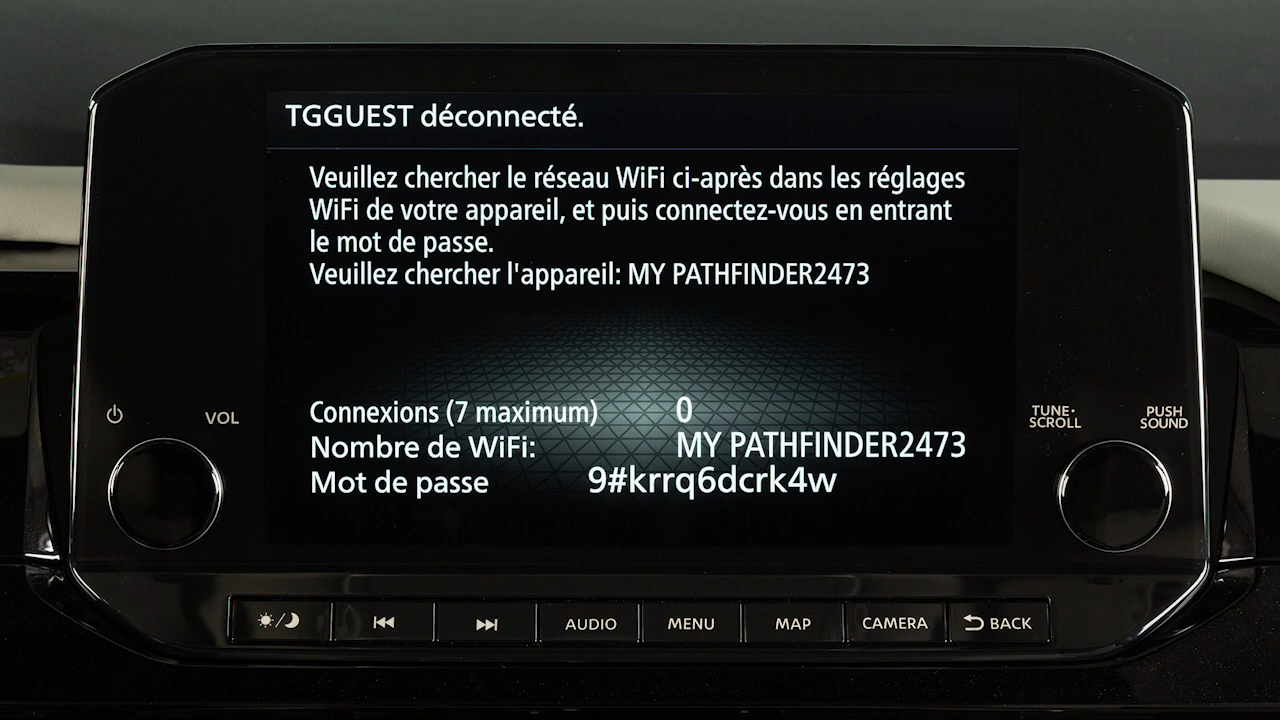 TGGUEST déconnecté.
Veuillez chercher le réseau WiFi ci-après dans les réglages
WiFi de votre appareil, et puis connectez-vous en entrant
le mot de passe.
Veuillez chercher l'appareil: MY PATHFINDER2473
Connexions (7 maximum) 0
Nombre de WiFi: MY PATHFINDER2473
Mot de passe 9#krrq6dcrk4w
VOL
TUNE·
SCROLL
PUSH
SOUND
AUDIO
MENU
MAP
CAMERA
BACK